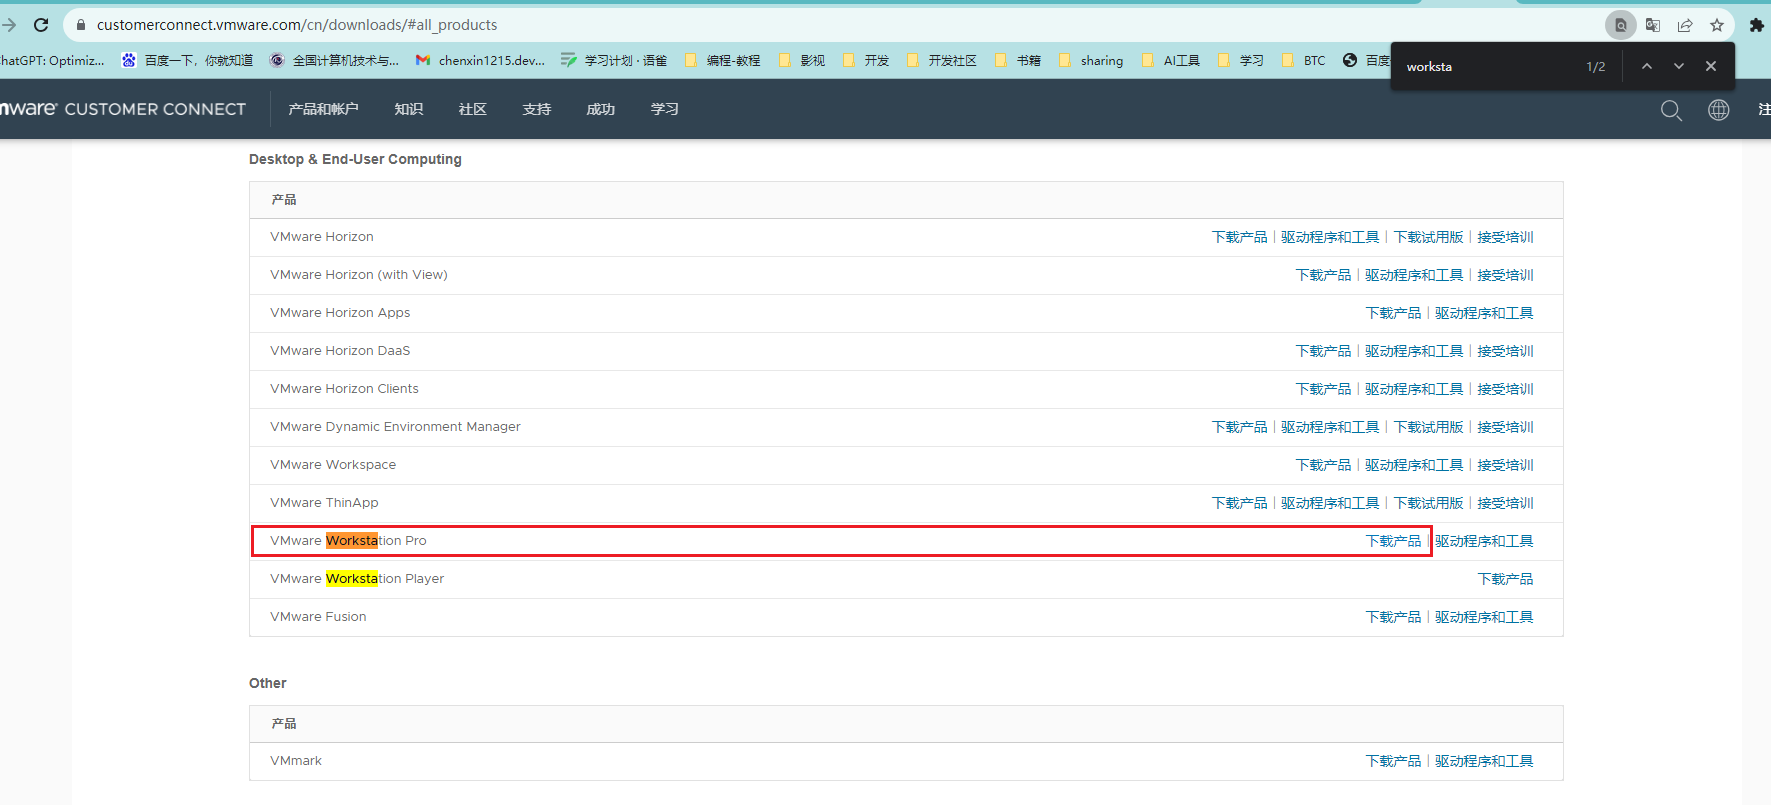 customerconnect.vmware.com/cn/downloads/#all_products
hatGPT: Optimiz... 百度一下，你就知道 全国计算机技术与... chenxin1215.dev... 学习计划 · 语雀 编程-教程 影视 开发 开发社区 书籍 sharing AI工具 学习 BTC 百度
worksta 1/2
mware CUSTOMER CONNECT 产品和帐户 知识 社区 支持 成功 学习 注
Desktop & End-User Computing
产品
VMware Horizon 下载产品 | 驱动程序和工具 | 下载试用版 | 接受培训
VMware Horizon (with View) 下载产品 | 驱动程序和工具 | 接受培训
VMware Horizon Apps 下载产品 | 驱动程序和工具
VMware Horizon DaaS 下载产品 | 驱动程序和工具 | 接受培训
VMware Horizon Clients 下载产品 | 驱动程序和工具 | 接受培训
VMware Dynamic Environment Manager 下载产品 | 驱动程序和工具 | 下载试用版 | 接受培训
VMware Workspace 下载产品 | 驱动程序和工具 | 接受培训
VMware ThinApp 下载产品 | 驱动程序和工具 | 下载试用版 | 接受培训
VMware Workstation Pro 下载产品 | 驱动程序和工具
VMware Workstation Player 下载产品
VMware Fusion 下载产品 | 驱动程序和工具
Other
产品
VMmark 下载产品 | 驱动程序和工具